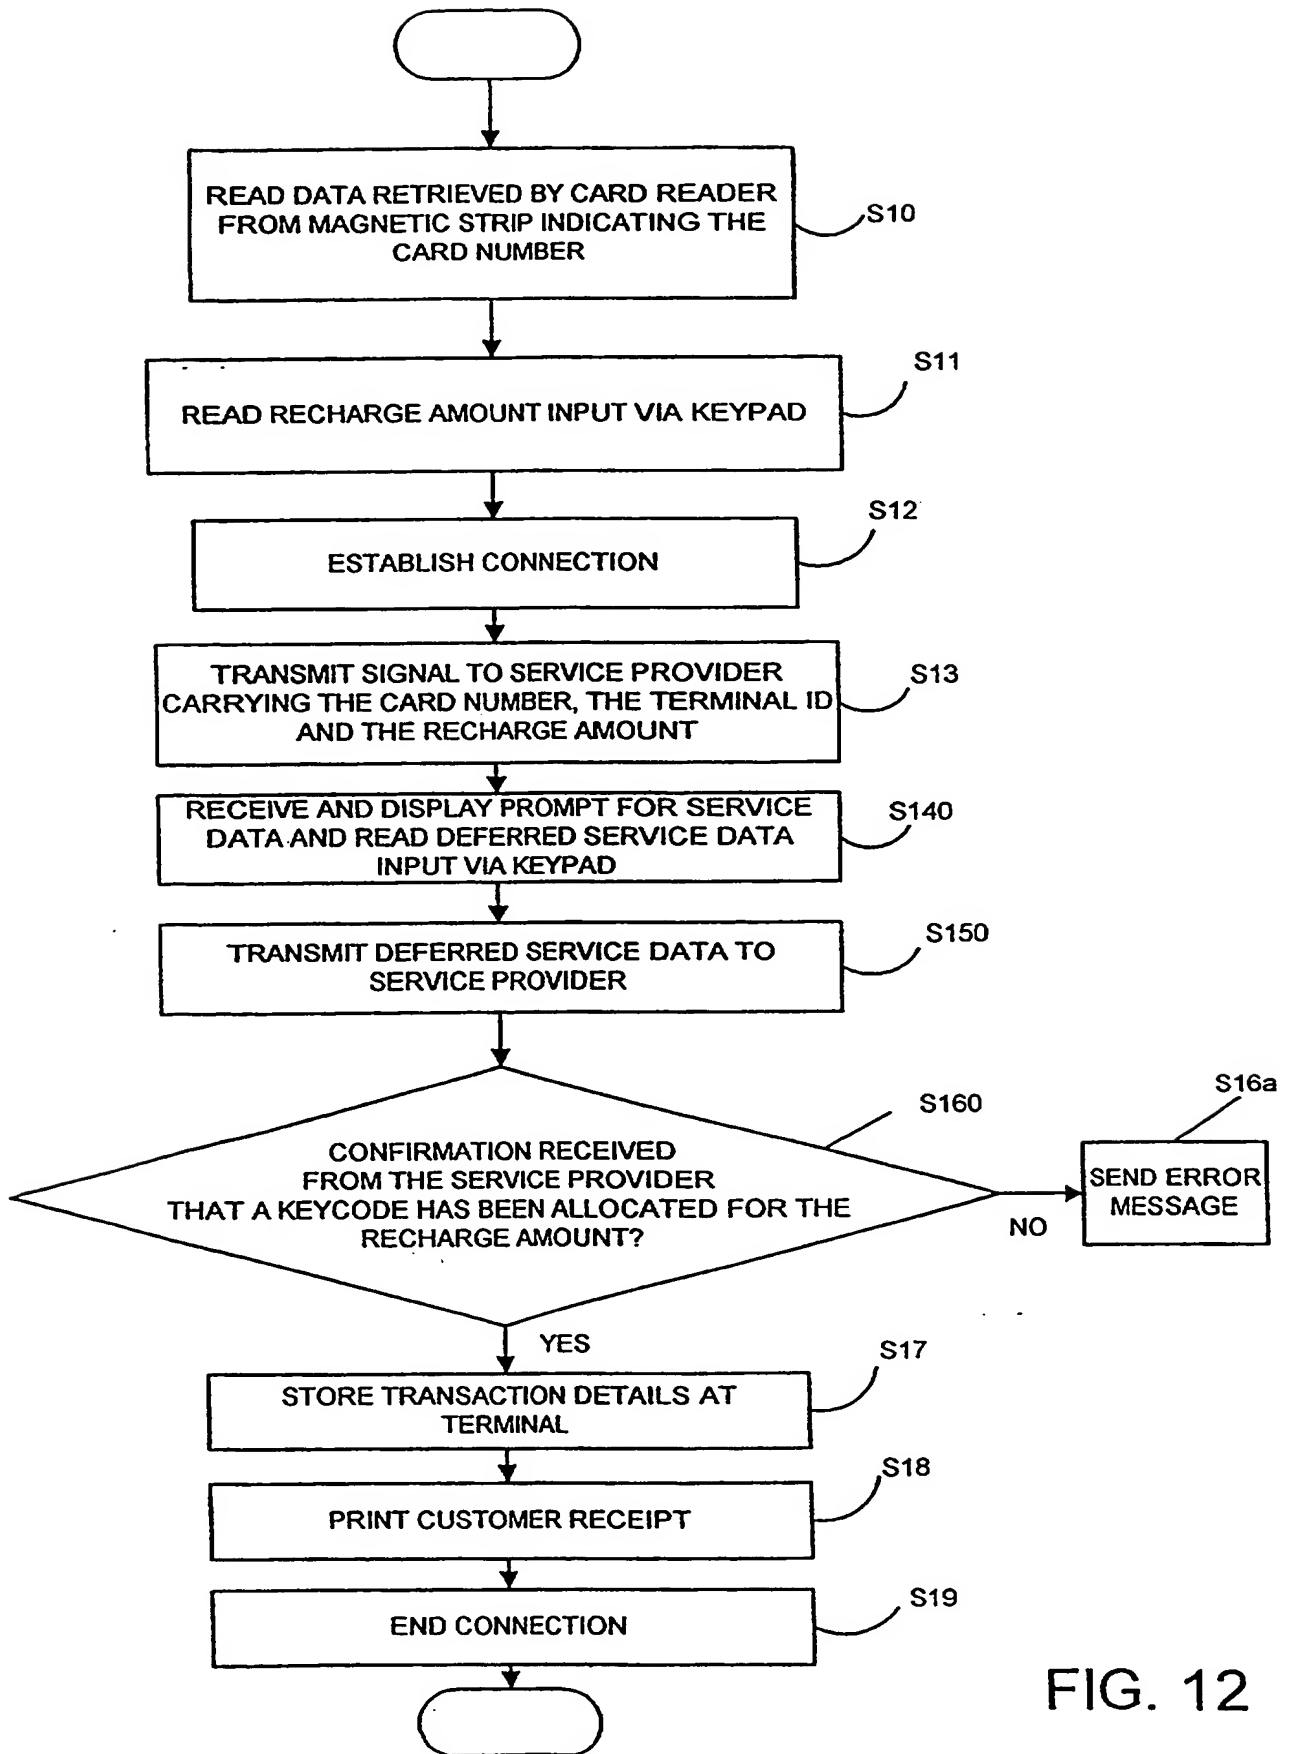 READ DATA RETRIEVED BY CARD READER
FROM MAGNETIC STRIP INDICATING THE
CARD NUMBER
S10
S11
READ RECHARGE AMOUNT INPUT VIA KEYPAD
S12
ESTABLISH CONNECTION
TRANSMIT SIGNAL TO SERVICE PROVIDER
CARRYING THE CARD NUMBER, THE TERMINAL ID
AND THE RECHARGE AMOUNT
S13
RECEIVE AND DISPLAY PROMPT FOR SERVICE
DATA AND READ DEFERRED SERVICE DATA
INPUT VIA KEYPAD
S140
TRANSMIT DEFERRED SERVICE DATA TO
SERVICE PROVIDER
S150
S160
S16a
CONFIRMATION RECEIVED
FROM THE SERVICE PROVIDER
THAT A KEYCODE HAS BEEN ALLOCATED FOR THE
RECHARGE AMOUNT?
SEND ERROR
MESSAGE
NO
YES
S17
STORE TRANSACTION DETAILS AT
TERMINAL
S18
PRINT CUSTOMER RECEIPT
S19
END CONNECTION
FIG. 12